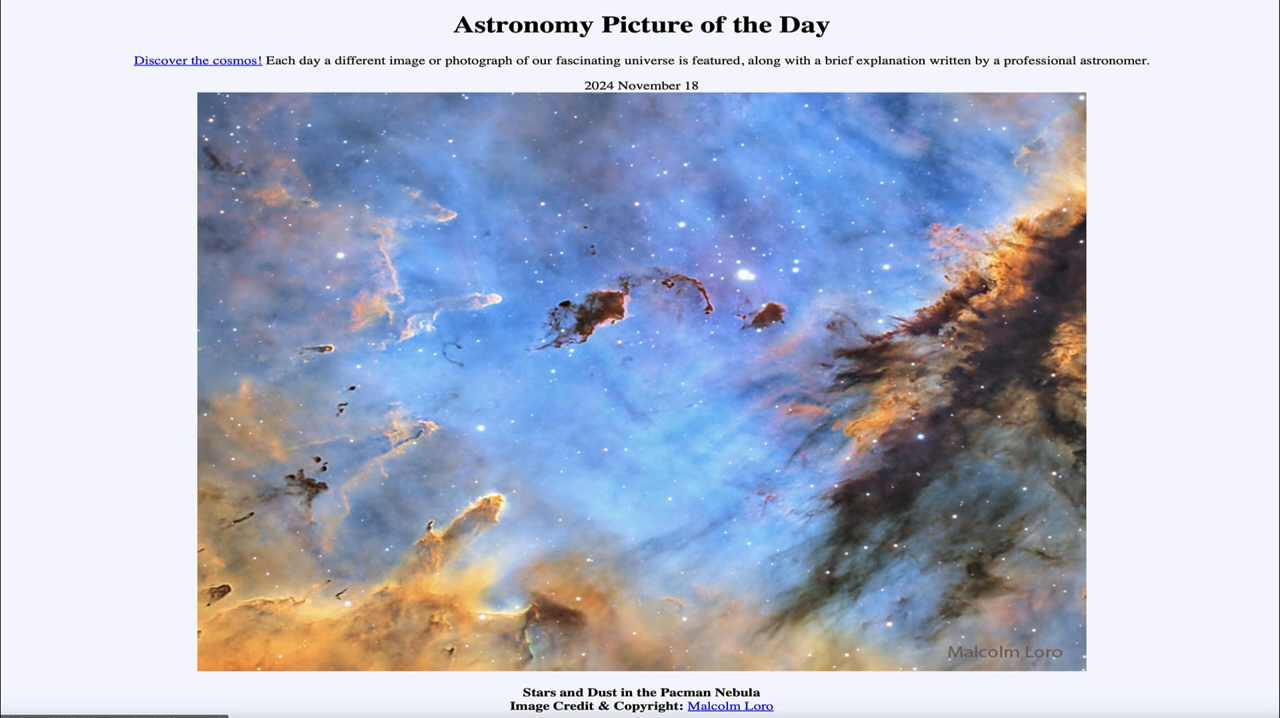 Astronomy Picture of the Day
Discover the cosmos! Each day a different image or photograph of our fascinating universe is featured, along with a brief explanation written by a professional astronomer.
2024 November 18
Malcolm Loro
Stars and Dust in the Pacman Nebula
Image Credit & Copyright: Malcolm Loro